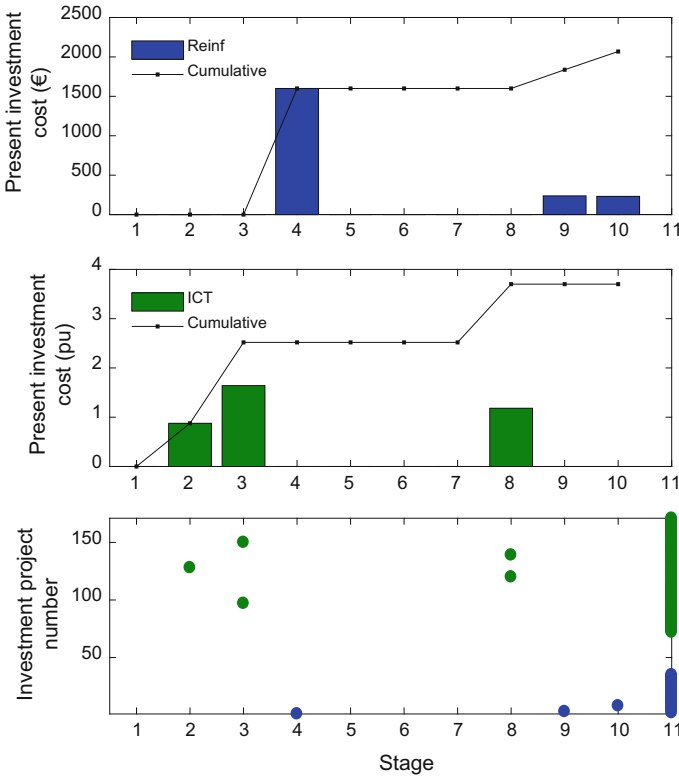 Present investment
cost (€)
2500
2000
1500
1000
500
0
Reinf
Cumulative
1 2 3 4 5 6 7 8 9 10 11
Present investment
cost (pu)
4
3
2
1
0
ICT
Cumulative
1 2 3 4 5 6 7 8 9 10 11
Investment project
number
150
100
50
1 2 3 4 5 6 7 8 9 10 11
Stage